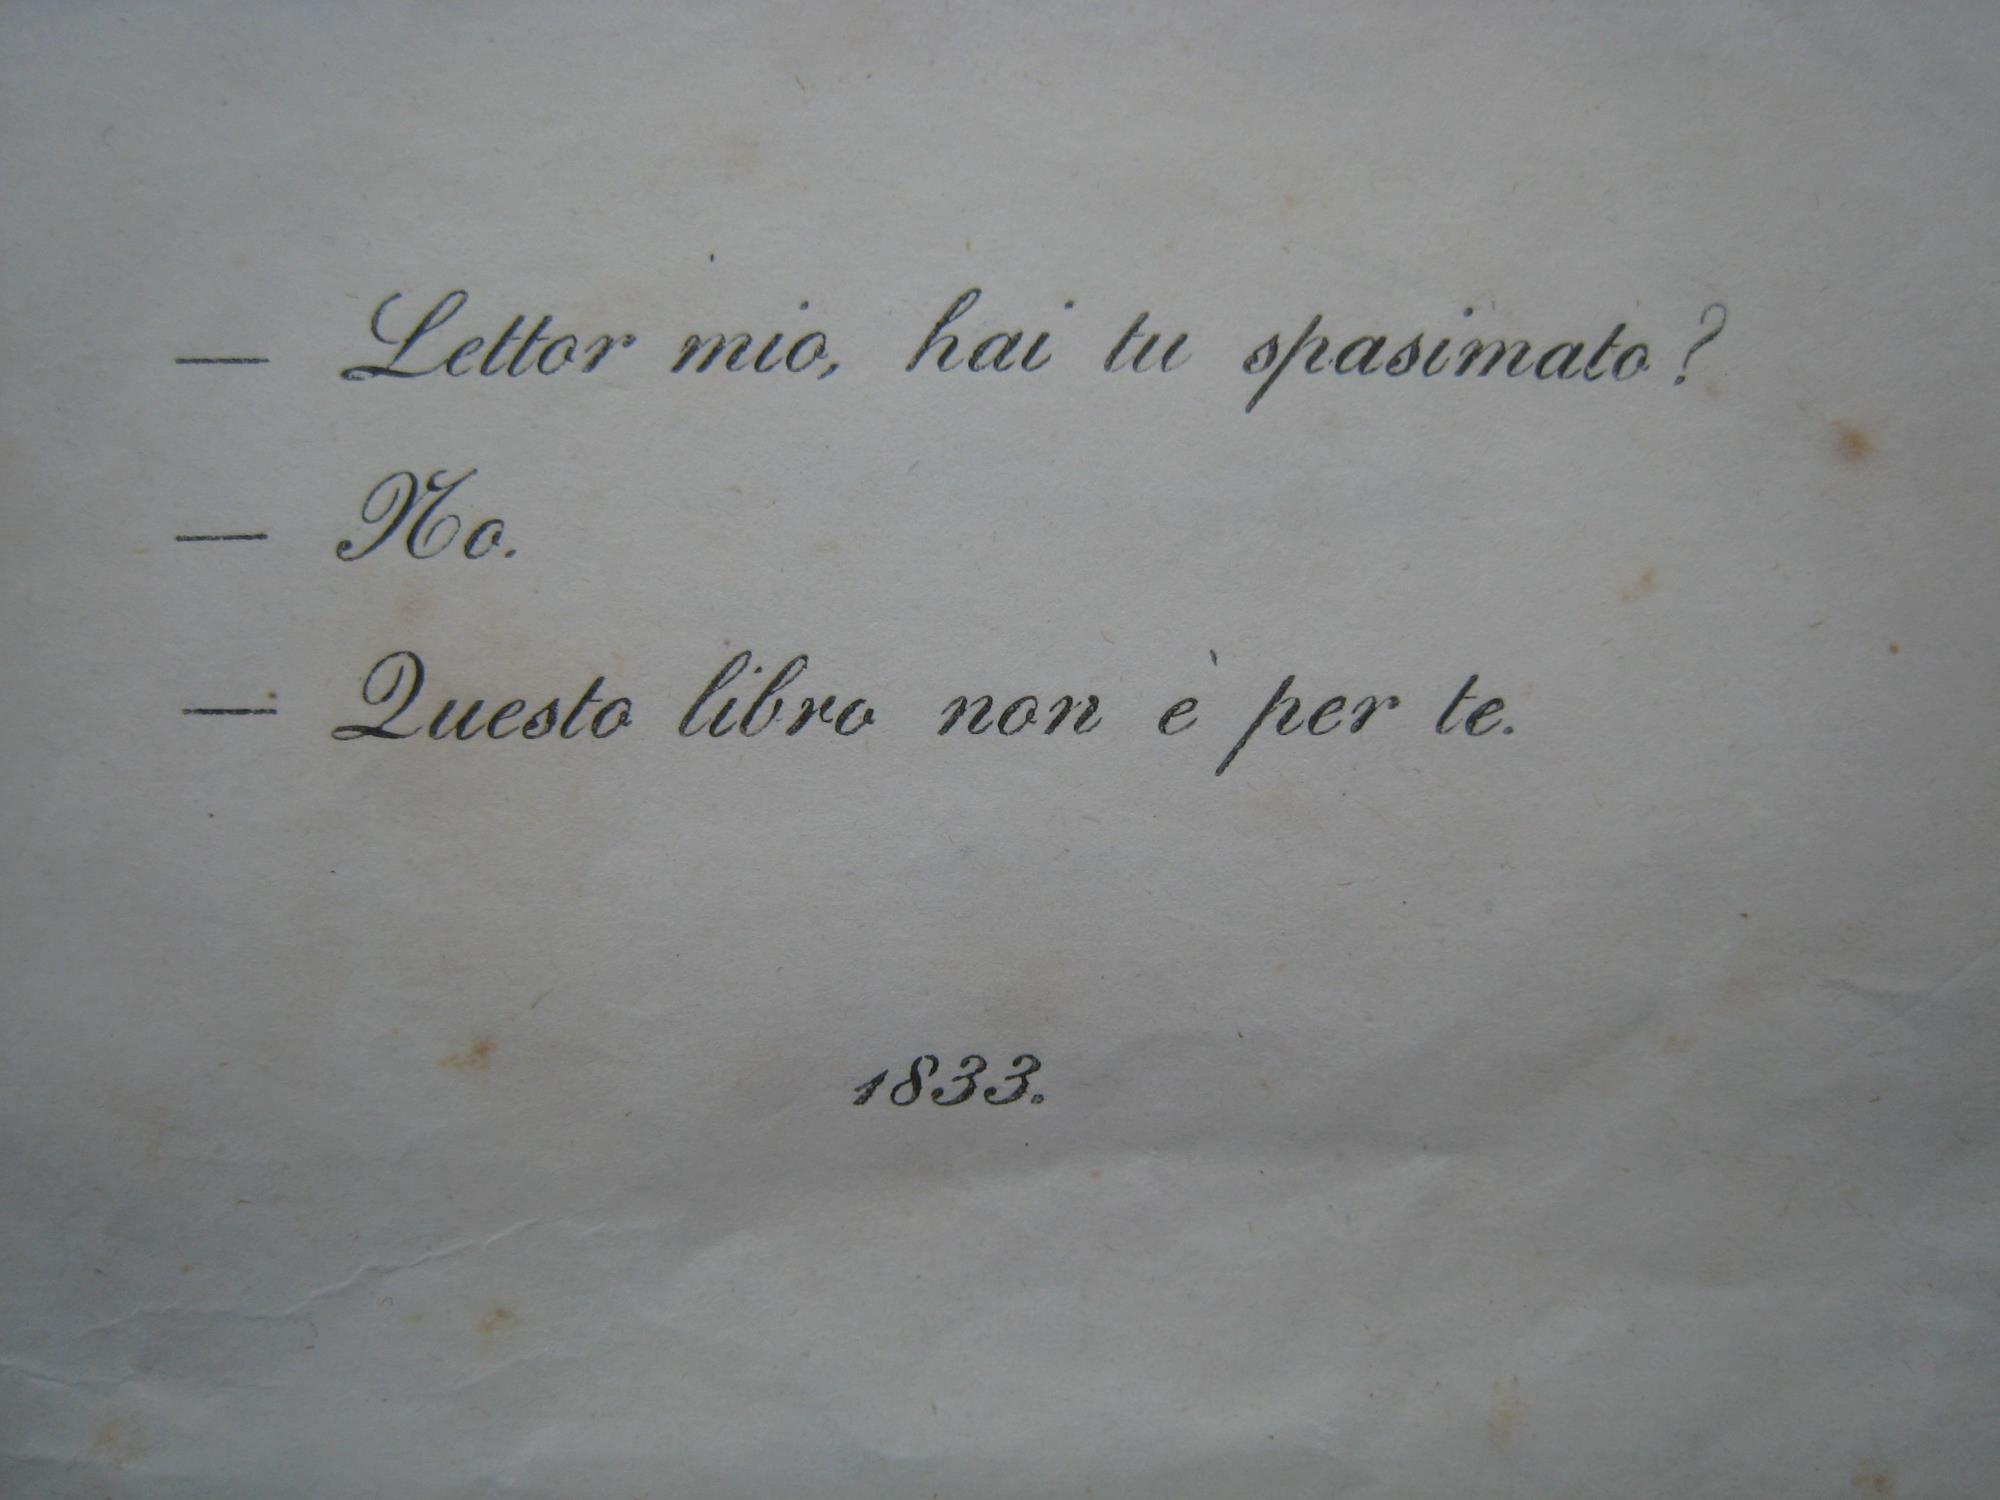 — Lettor mio, hai tu spasimato?
— No.
— Questo libro non è per te.
1833.